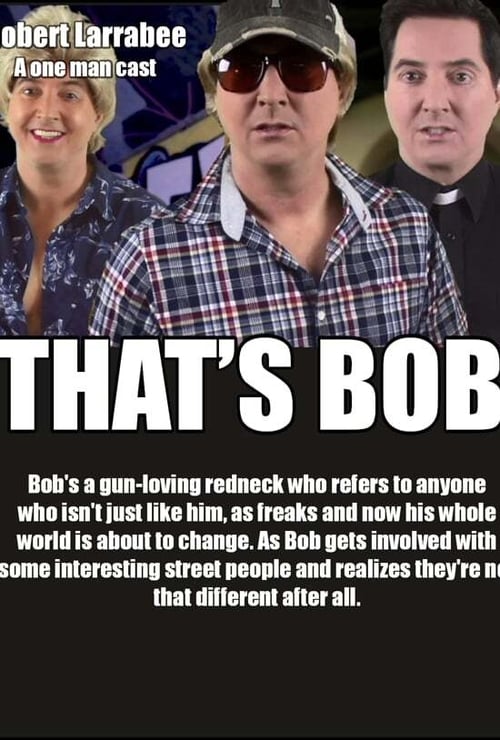 obert Larrabee
A one man cast
THAT'S BOB
Bob's a gun-loving redneck who refers to anyone
who isn't just like him, as freaks and now his whole
world is about to change. As Bob gets involved with
some interesting street people and realizes they're n
that different after all.